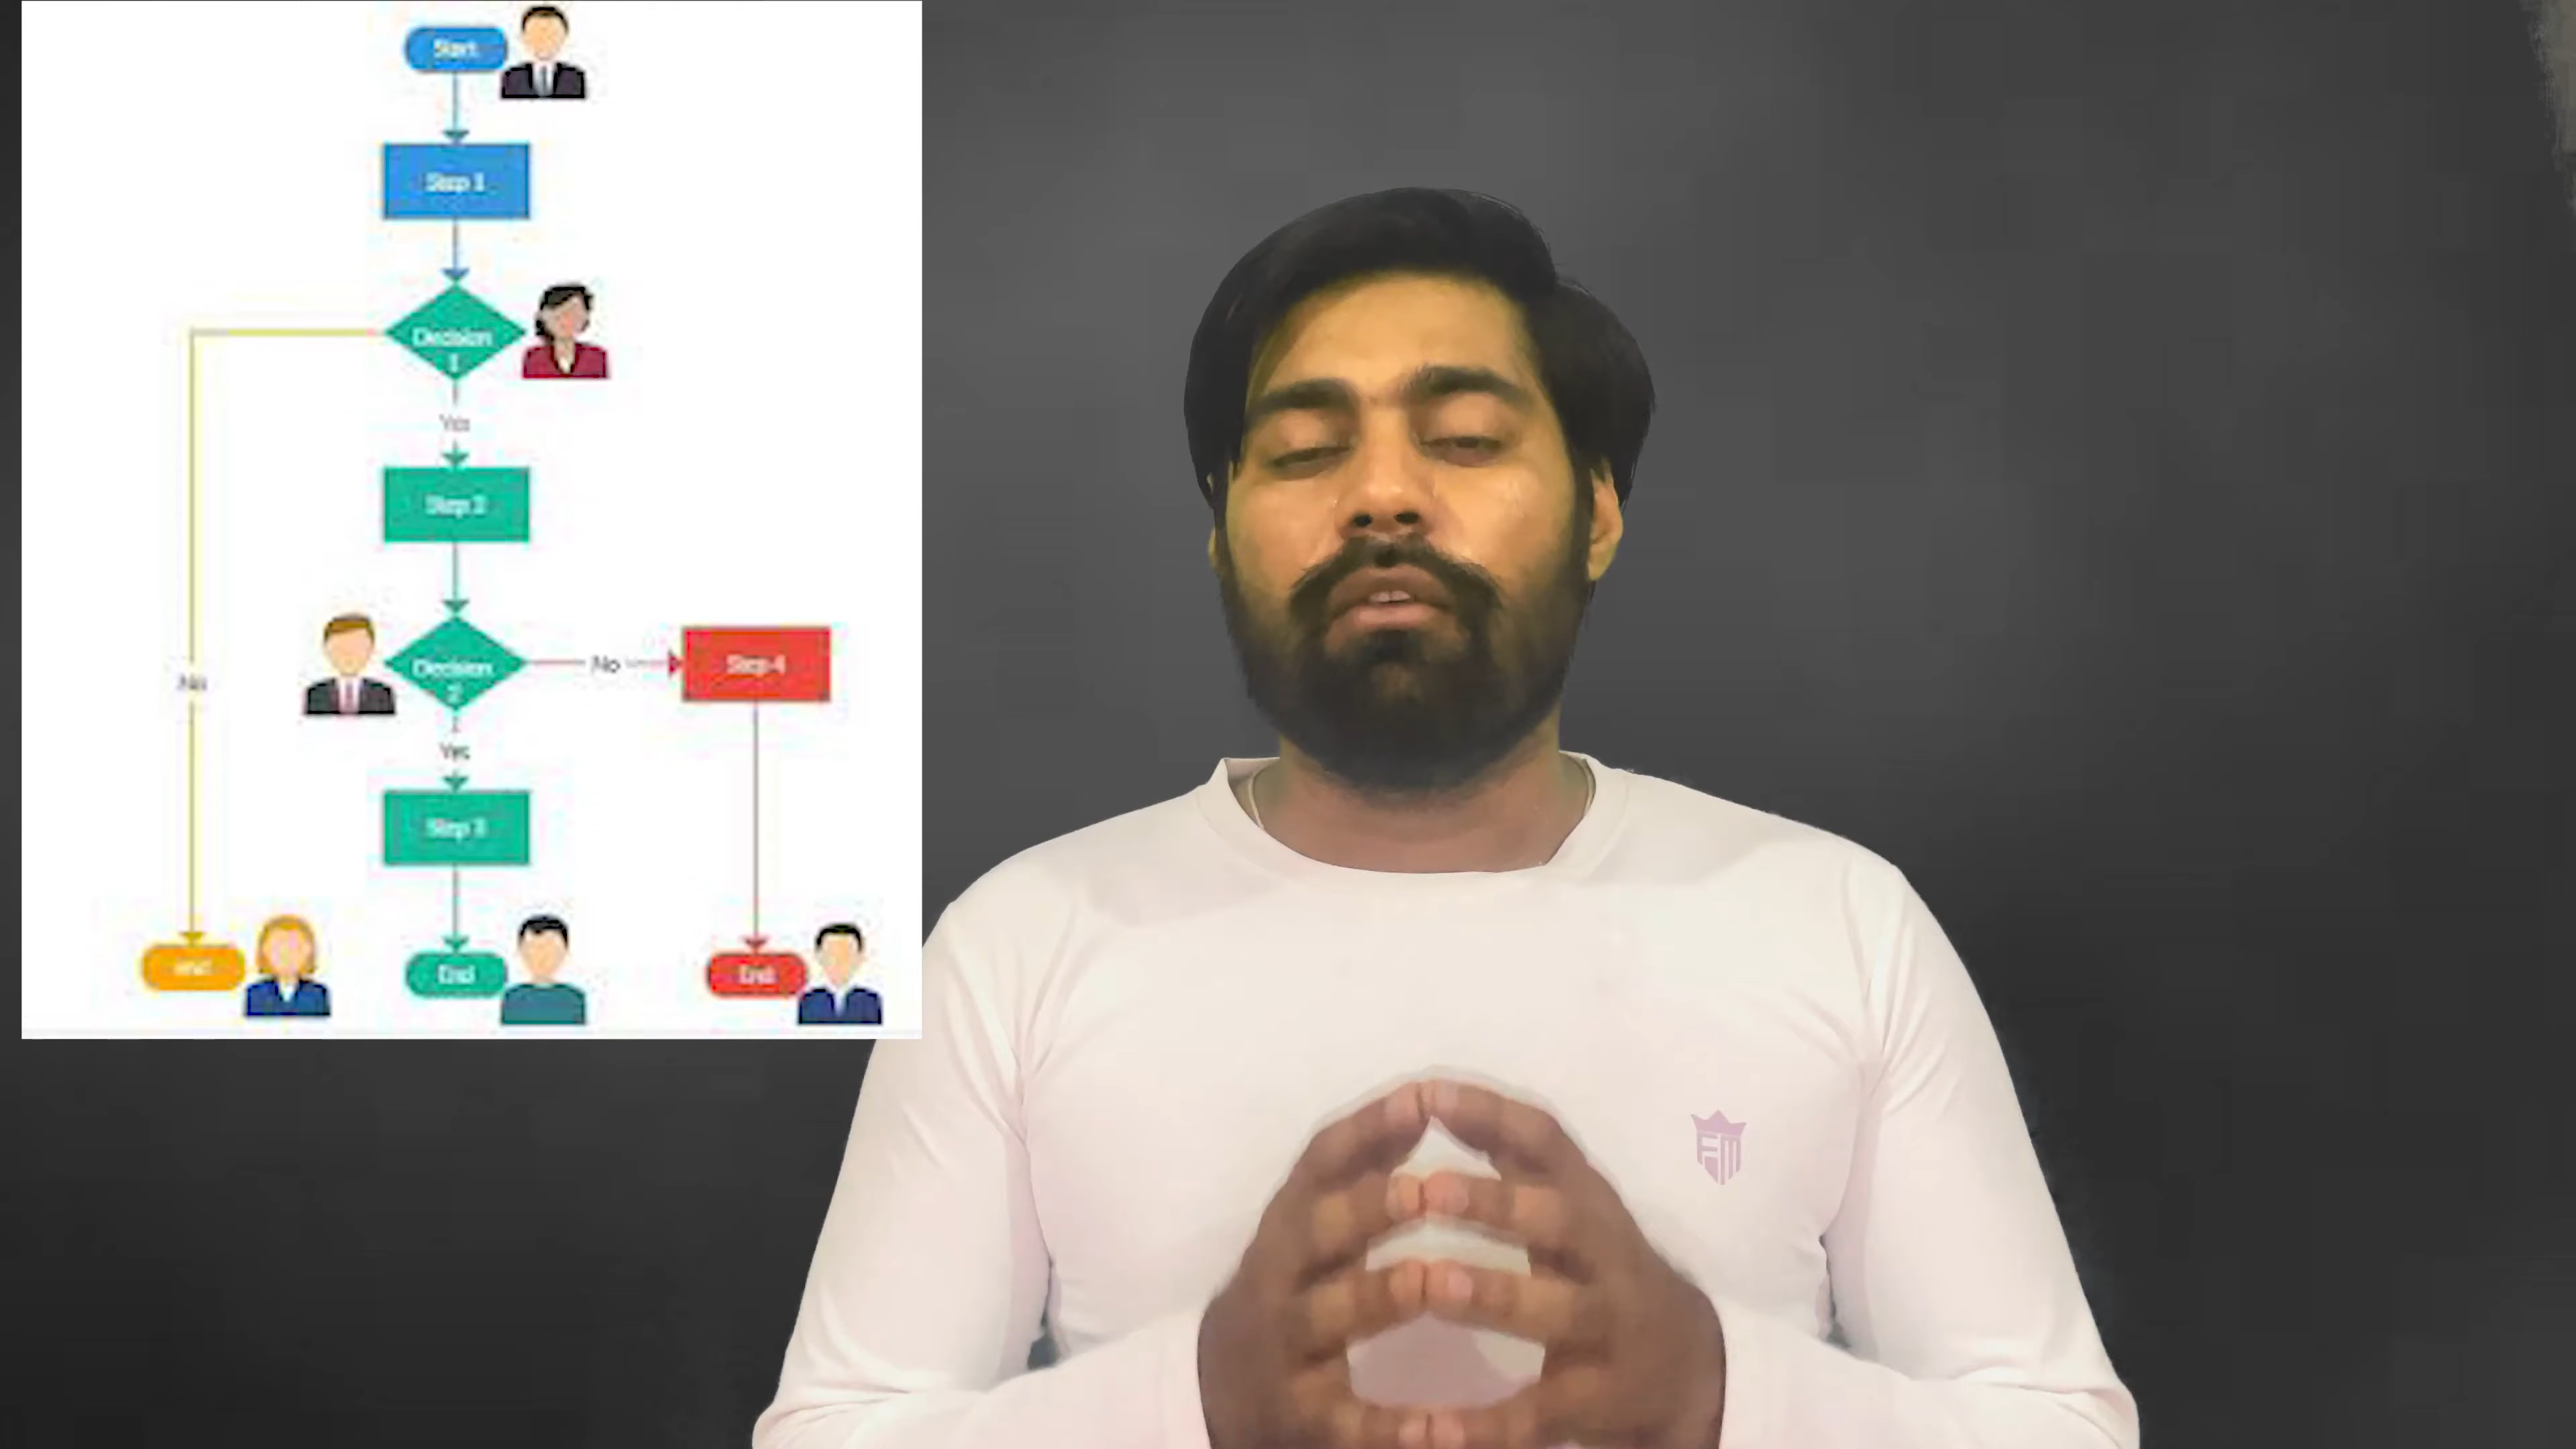 Start
Step 1
Decision
1
Yes
Step 2
Decision
2
No
Step 4
No
Yes
Step 3
End
End
FM